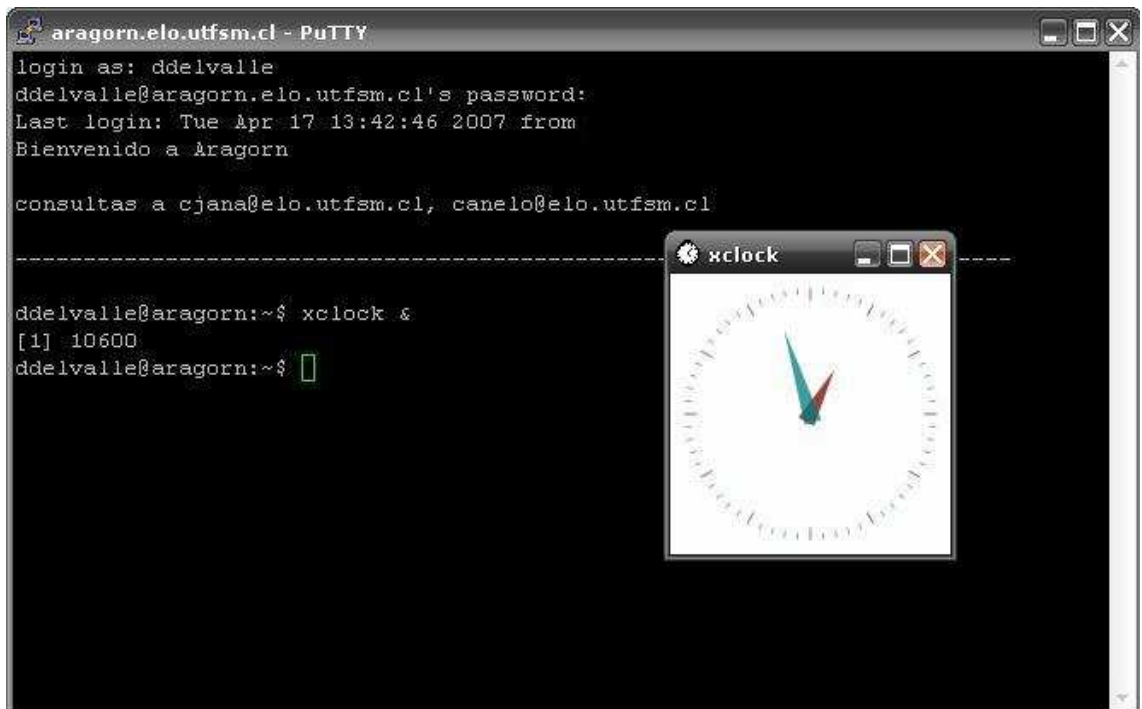 aragorn.elo.utfsm.cl - PuTTY
login as: ddelvalle
ddelvalle@aragorn.elo.utfsm.cl's password:
Last login: Tue Apr 17 13:42:46 2007 from
Bienvenido a Aragorn
consultas a cjana@elo.utfsm.cl, canelo@elo.utfsm.cl
xclock
ddelvalle@aragorn:~$ xclock &
[1] 10600
ddelvalle@aragorn:~$